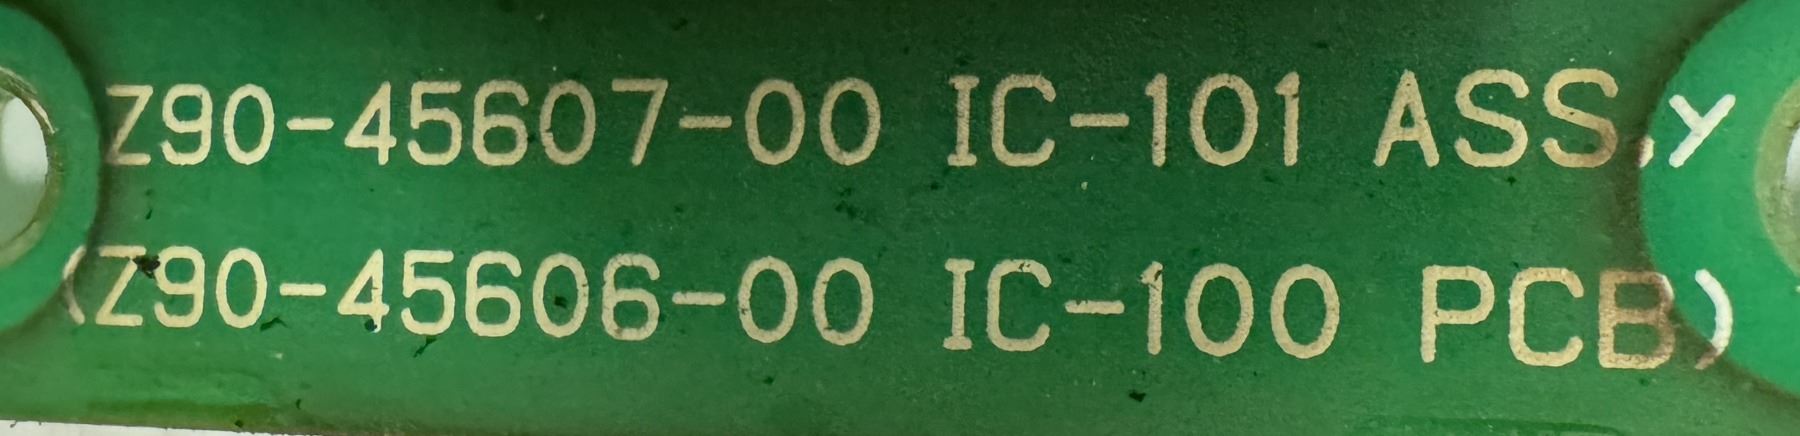 Z90-45607-00 IC-101 ASS.Y
(Z90-45606-00 IC-100 PCB)